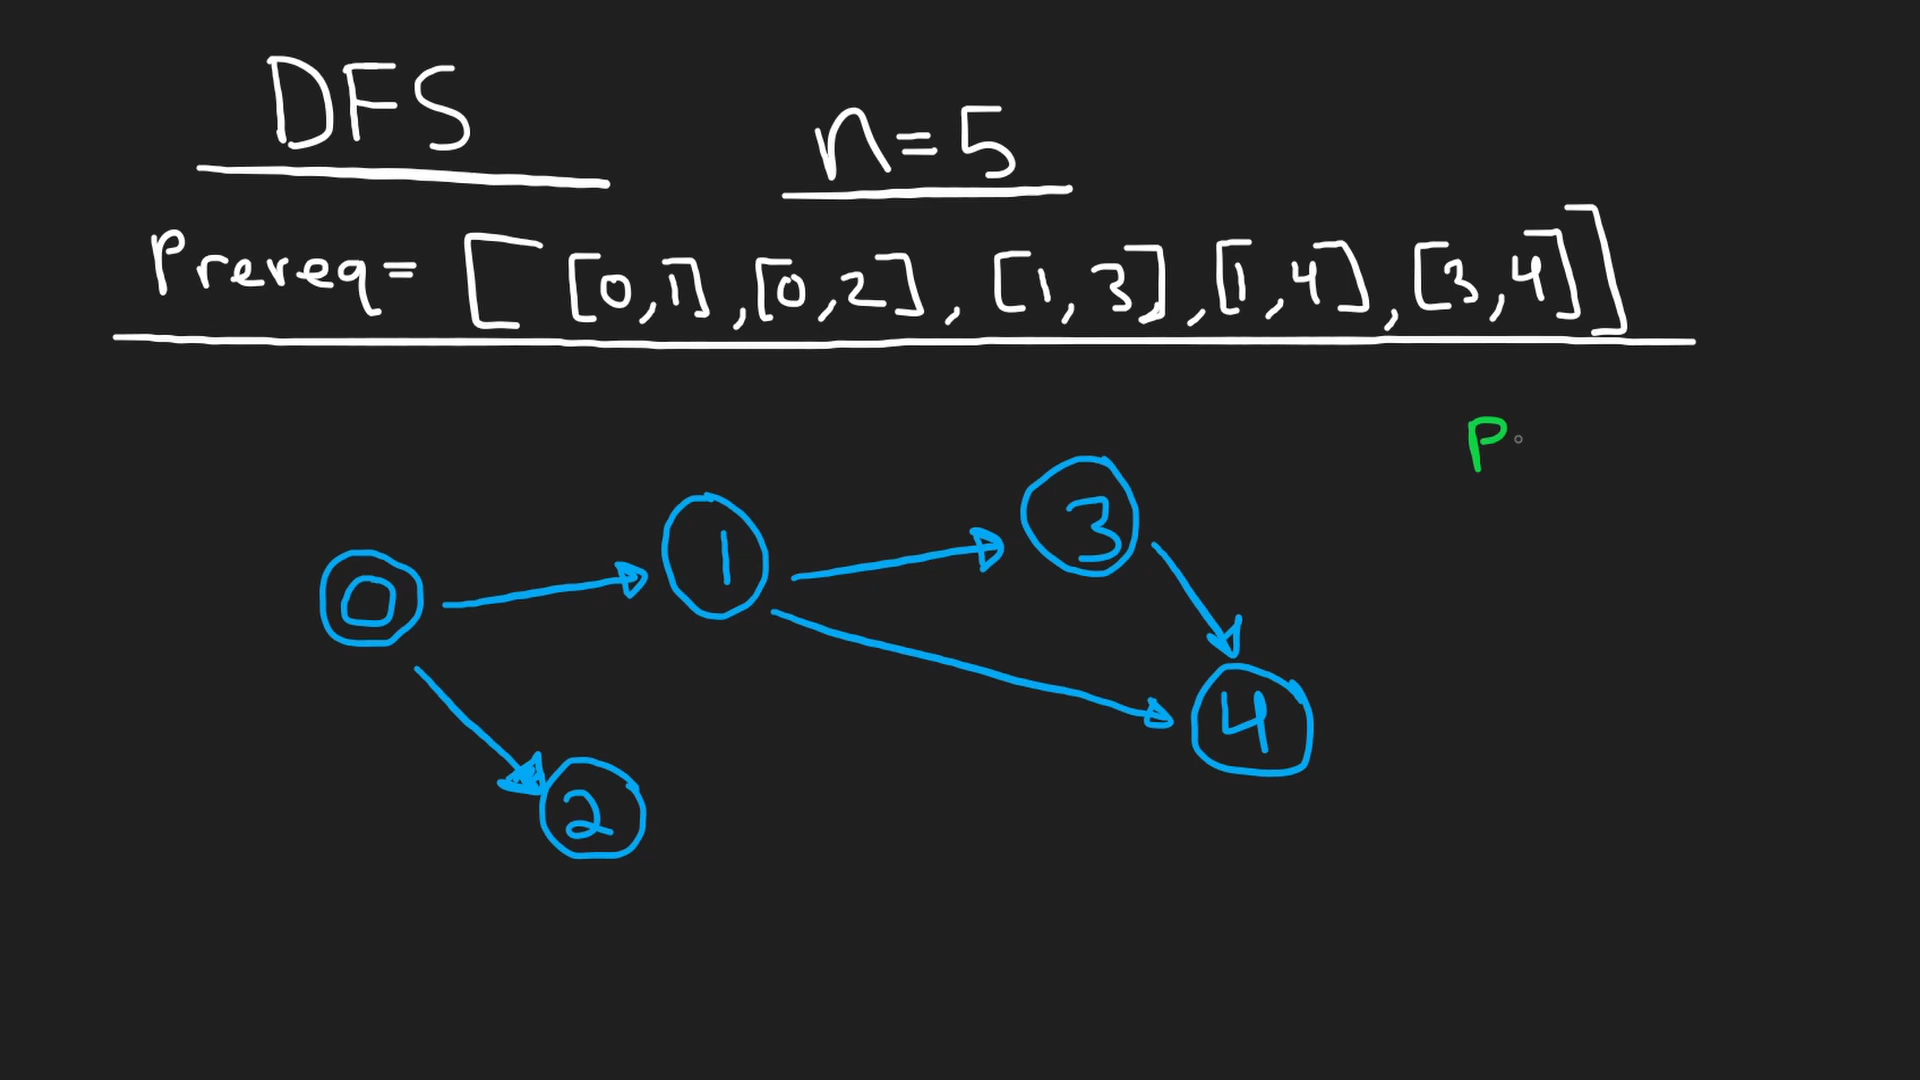 DFS
n=5
Prereq= [ [0,1],[0,2], [1,3],[1,4],[3,4]]
P
0
1
3
4
2